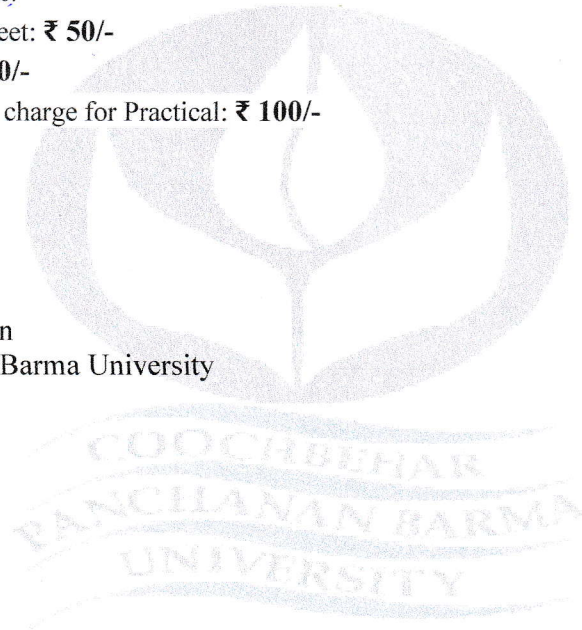 eet: ₹ 50/-
0/-
charge for Practical: ₹ 100/-
n
Barma University
COOCHBEHAR
PANCHANAN BARMA
UNIVERSITY